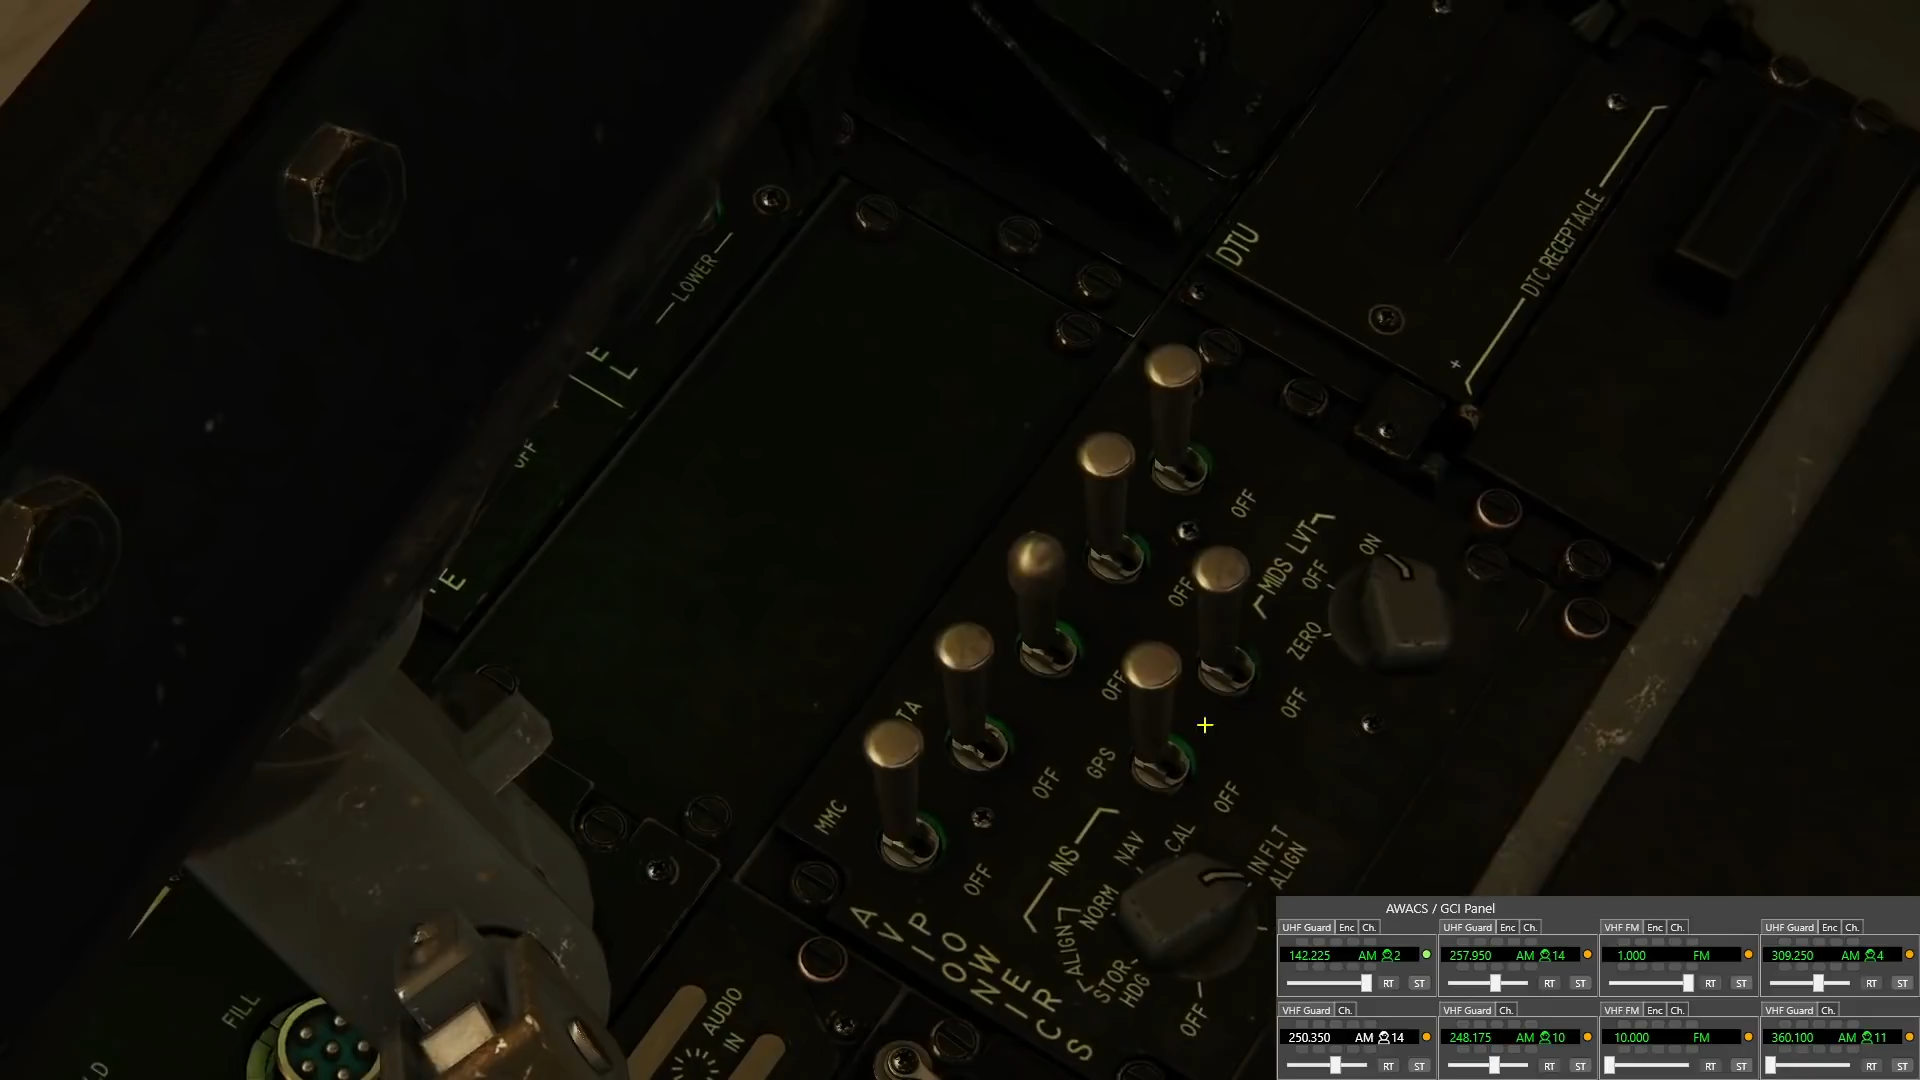 LOWER
DTU
DTC RECEPTACLE
+
OFF
E
OFF
MIDS LVT
ON
OFF
ZERO
OFF
OFF
OFF
MMC
OFF
OFF
GPS
OFF
INS
NORM
NAV
CAL
IN FLT
ALIGN
ALIGN
STOR
HDG
OFF
AVIONICS
POWER
FILL
AUDIO
IN
AWACS / GCI Panel
UHF Guard Enc Ch.
142.225 AM 2
RT ST
UHF Guard Enc Ch.
257.950 AM 14
RT ST
VHF FM Enc Ch.
1.000 FM
RT ST
UHF Guard Enc Ch.
309.250 AM 4
RT ST
VHF Guard Ch.
250.350 AM 14
RT ST
UHF Guard Ch.
248.175 AM 10
RT ST
VHF FM Enc Ch.
10.000 FM
RT ST
UHF Guard Ch.
360.100 AM 11
RT ST